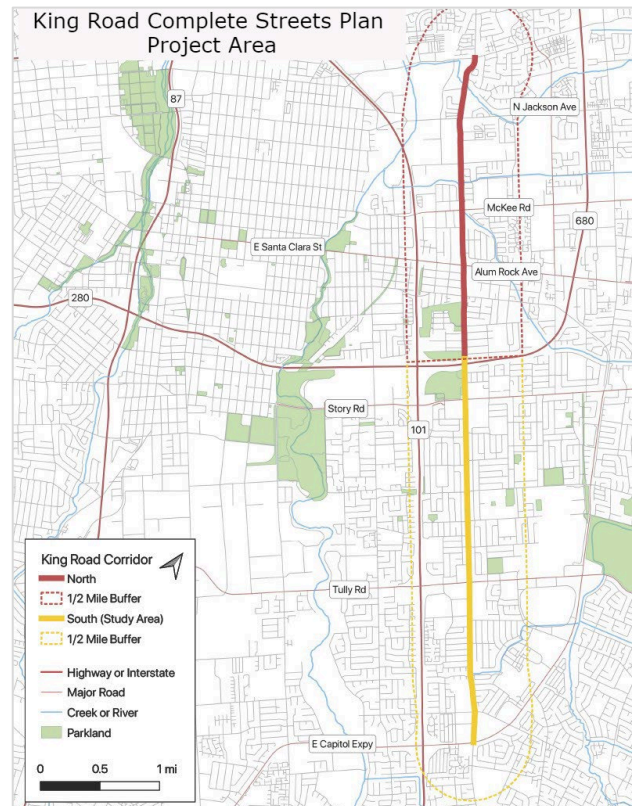 King Road Complete Streets Plan
Project Area
87
N Jackson Ave
McKee Rd
680
E Santa Clara St
Alum Rock Ave
280
Story Rd
101
Tully Rd
E Capitol Expy
King Road Corridor
North
1/2 Mile Buffer
South (Study Area)
1/2 Mile Buffer
Highway or Interstate
Major Road
Creek or River
Parkland
0 0.5 1 mi